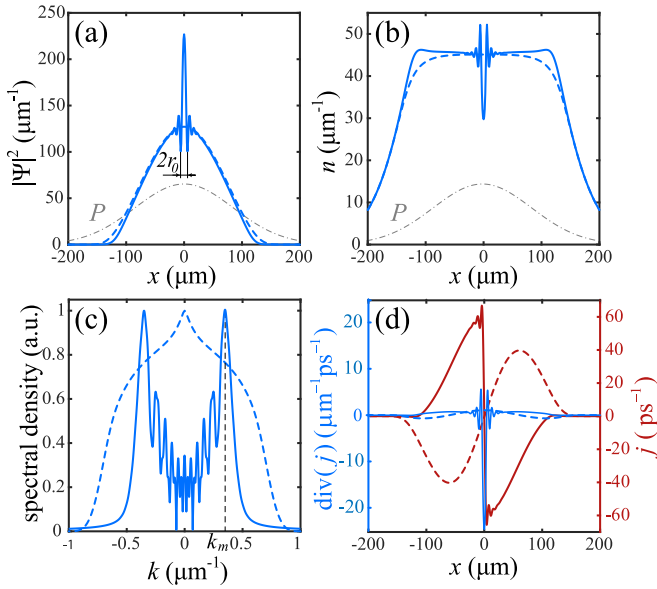 (a)
|Ψ|² (μm⁻¹)
250
200
150
100
50
0
2r₀
P
-200 -100 0 100 200
x (μm)
(b)
n (μm⁻¹)
50
40
30
20
10
0
P
-200 -100 0 100 200
x (μm)
(c)
spectral density (a.u.)
1
0.8
0.6
0.4
0.2
0
-1 -0.5 0 0.5 1
kₘ
k (μm⁻¹)
(d)
div(j) (μm⁻¹ps⁻¹)
20
10
0
-10
-20
j (ps⁻¹)
60
40
20
0
-20
-40
-60
-200 -100 0 100 200
x (μm)